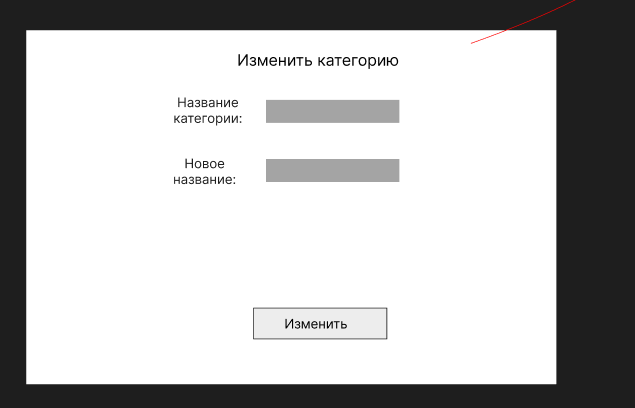 Изменить категорию
Название
категории:
Новое
название:
Изменить